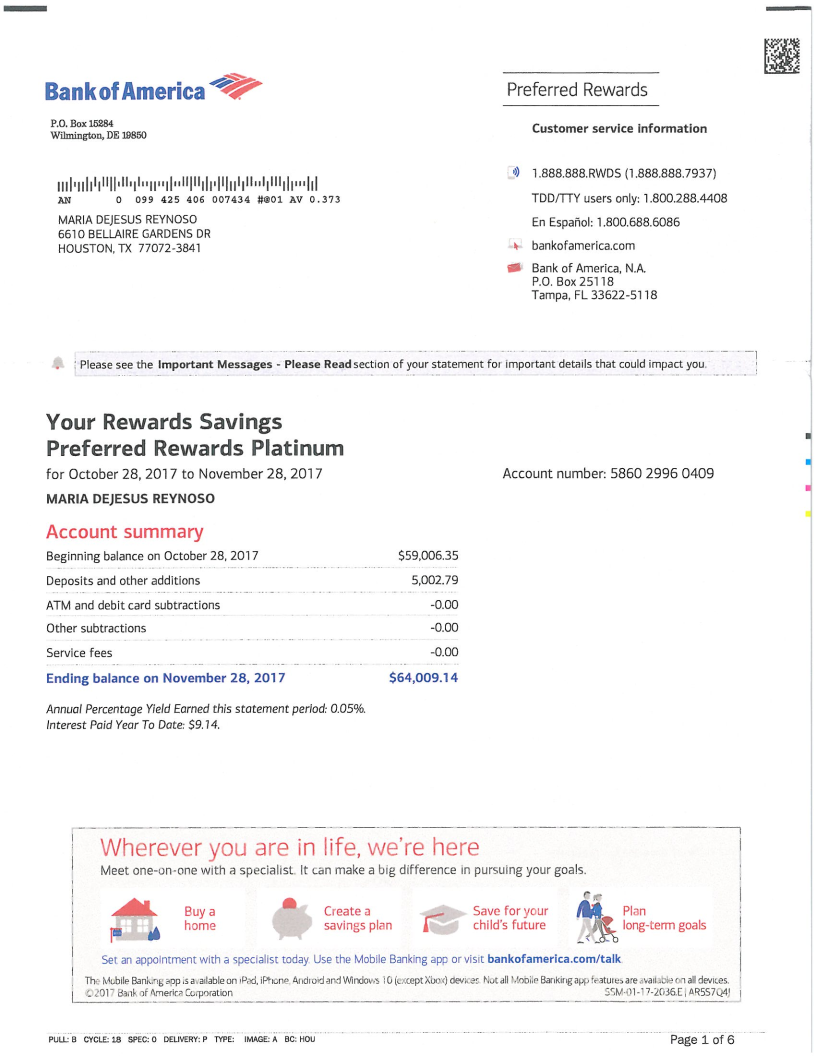 Bank of America
Preferred Rewards
P.O. Box 15284
Wilmington, DE 19850
Customer service information
1.888.888.RWDS (1.888.888.7937)
AN 0 099 425 406 007434 #@01 AV 0.373
TDD/TTY users only: 1.800.288.4408
MARIA DEJESUS REYNOSO
6610 BELLAIRE GARDENS DR
HOUSTON, TX 77072-3841
En Español: 1.800.688.6086
bankofamerica.com
Bank of America, N.A.
P.O. Box 25118
Tampa, FL 33622-5118
Please see the Important Messages - Please Read section of your statement for important details that could impact you.
Your Rewards Savings
Preferred Rewards Platinum
for October 28, 2017 to November 28, 2017
Account number: 5860 2996 0409
MARIA DEJESUS REYNOSO
Account summary
Beginning balance on October 28, 2017 $59,006.35
Deposits and other additions 5,002.79
ATM and debit card subtractions -0.00
Other subtractions -0.00
Service fees -0.00
Ending balance on November 28, 2017 $64,009.14
Annual Percentage Yield Earned this statement period: 0.05%.
Interest Paid Year To Date: $9.14.
Wherever you are in life, we're here
Meet one-on-one with a specialist. It can make a big difference in pursuing your goals.
Buy a
home
Create a
savings plan
Save for your
child's future
Plan
long-term goals
Set an appointment with a specialist today. Use the Mobile Banking app or visit bankofamerica.com/talk
The Mobile Banking app is available on iPad, iPhone, Android and Windows 10 (except Xbox) devices. Not all Mobile Banking app features are available on all devices.
©2017 Bank of America Corporation
SSM-01-17-2036.E | ARS57Q4J
PULL: B CYCLE: 18 SPEC: 0 DELIVERY: P TYPE: IMAGE: A BC: HOU
Page 1 of 6